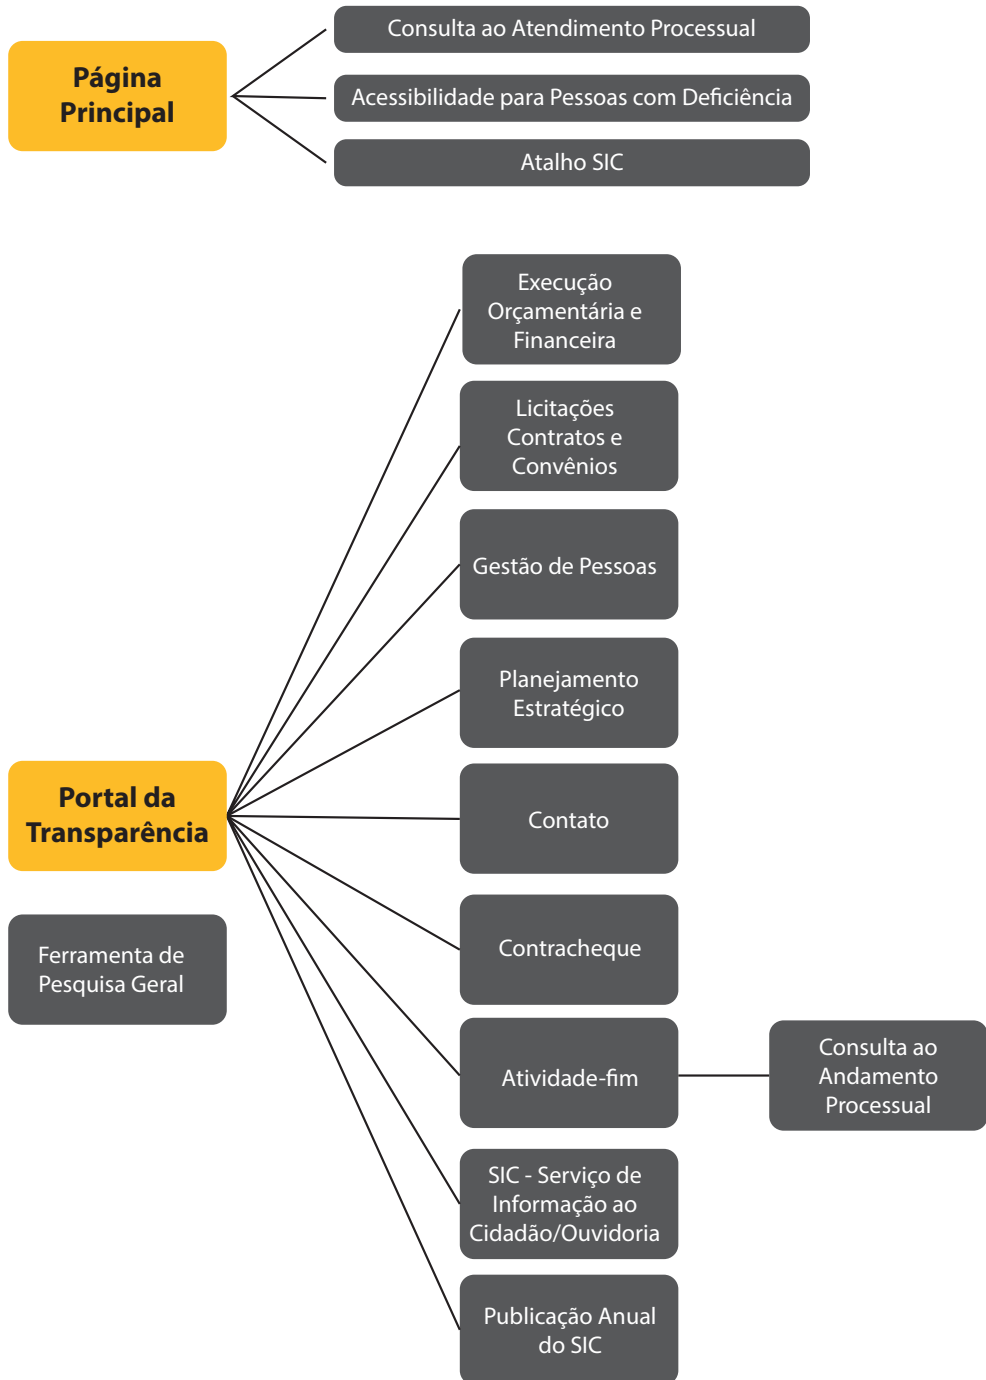 Página
Principal
Consulta ao Atendimento Processual
Acessibilidade para Pessoas com Deficiência
Atalho SIC
Portal da
Transparência
Ferramenta de
Pesquisa Geral
Execução
Orçamentária e
Financeira
Licitações
Contratos e
Convênios
Gestão de Pessoas
Planejamento
Estratégico
Contato
Contracheque
Atividade-fim
Consulta ao
Andamento
Processual
SIC - Serviço de
Informação ao
Cidadão/Ouvidoria
Publicação Anual
do SIC